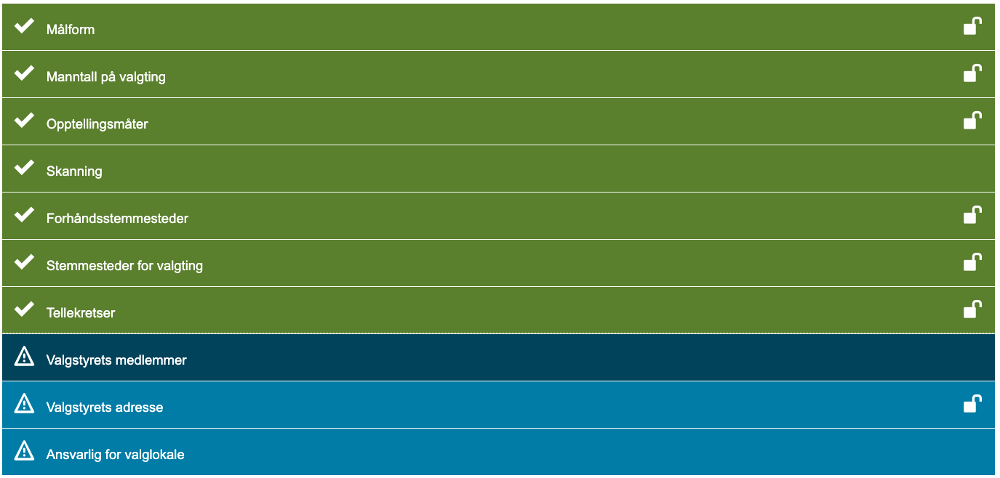 Målform
Manntall på valgting
Opptellingsmåter
Skanning
Forhåndsstemmesteder
Stemmesteder for valgting
Tellekretser
Valgstyrets medlemmer
Valgstyrets adresse
Ansvarlig for valglokale